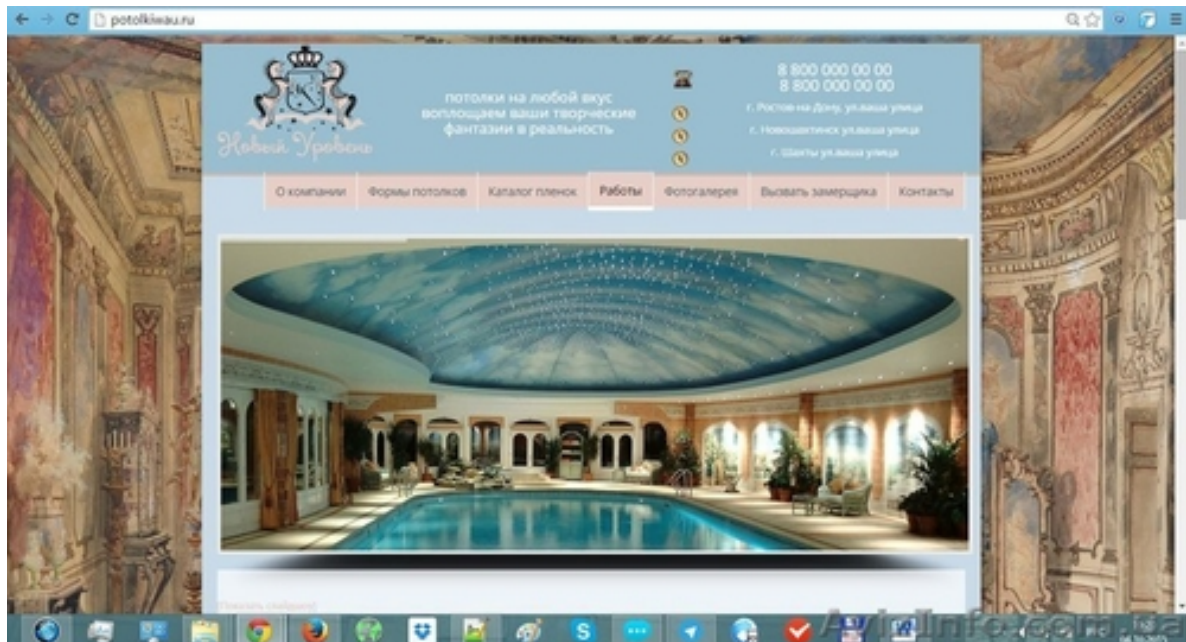 potolkiwau.ru
Новый Уровень
потолки на любой вкус
воплощаем ваши творческие
фантазии в реальность
8 800 000 00 00
8 800 000 00 00
г. Ростов-на-Дону, ул.ваша улица
г. Новошахтинск ул.ваша улица
г. Шахты ул.ваша улица
О компании Формы потолков Каталог пленок Работы Фотогалерея Вызвать замерщика Контакты
[Показать слайдшоу]